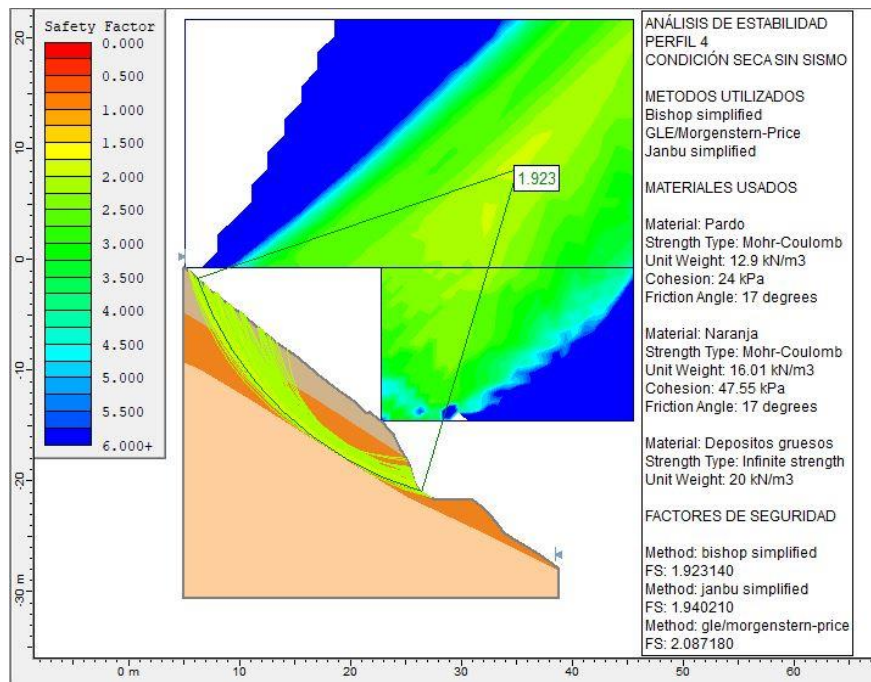 Safety Factor
0.000
0.500
1.000
1.500
2.000
2.500
3.000
3.500
4.000
4.500
5.000
5.500
6.000+
20
10
0
-10
-20
-30 m
1.923
0 m
10
20
30
40
50
60
ANÁLISIS DE ESTABILIDAD
PERFIL 4
CONDICIÓN SECA SIN SISMO
METODOS UTILIZADOS
Bishop simplified
GLE/Morgenstern-Price
Janbu simplified
MATERIALES USADOS
Material: Pardo
Strength Type: Mohr-Coulomb
Unit Weight: 12.9 kN/m3
Cohesion: 24 kPa
Friction Angle: 17 degrees
Material: Naranja
Strength Type: Mohr-Coulomb
Unit Weight: 16.01 kN/m3
Cohesion: 47.55 kPa
Friction Angle: 17 degrees
Material: Depositos gruesos
Strength Type: Infinite strength
Unit Weight: 20 kN/m3
FACTORES DE SEGURIDAD
Method: bishop simplified
FS: 1.923140
Method: janbu simplified
FS: 1.940210
Method: gle/morgenstern-price
FS: 2.087180